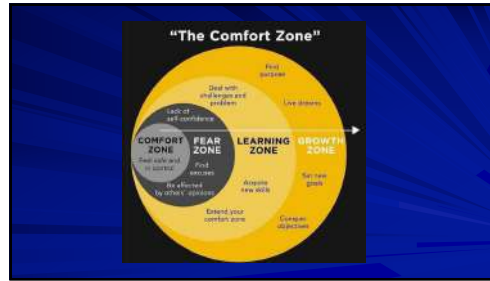 "The Comfort Zone"
Find
purpose
Deal with
challenges and
problem
Live dreams
Lack of
self-confidence
COMFORT
ZONE
Feel safe and
in control
FEAR
ZONE
Find
excuses
Be affected
by others' opinions
LEARNING
ZONE
Acquire
new skills
Extend your
comfort zone
GROWTH
ZONE
Set new
goals
Conquer
objectives